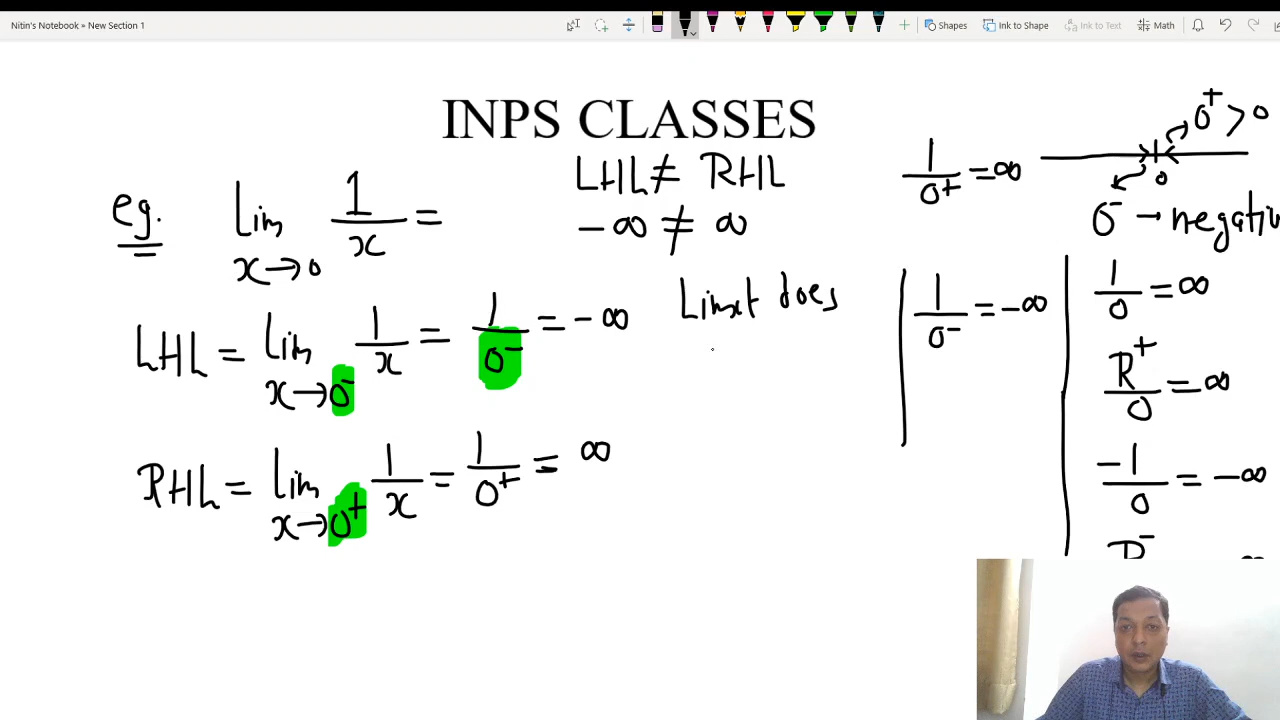 Nitin's Notebook » New Section 1
Shapes Ink to Shape Ink to Text Math
INPS CLASSES
eg. lim x→0 1/x =
LHL ≠ RHL
-∞ ≠ ∞
LHL = lim x→0⁻ 1/x = 1/0⁻ = -∞
Limit does
RHL = lim x→0⁺ 1/x = 1/0⁺ = ∞
1/0⁺ = ∞
0⁺ > 0
0
0⁻ → negativ
1/0⁻ = -∞
1/0 = ∞
R⁺/0 = ∞
-1/0 = -∞